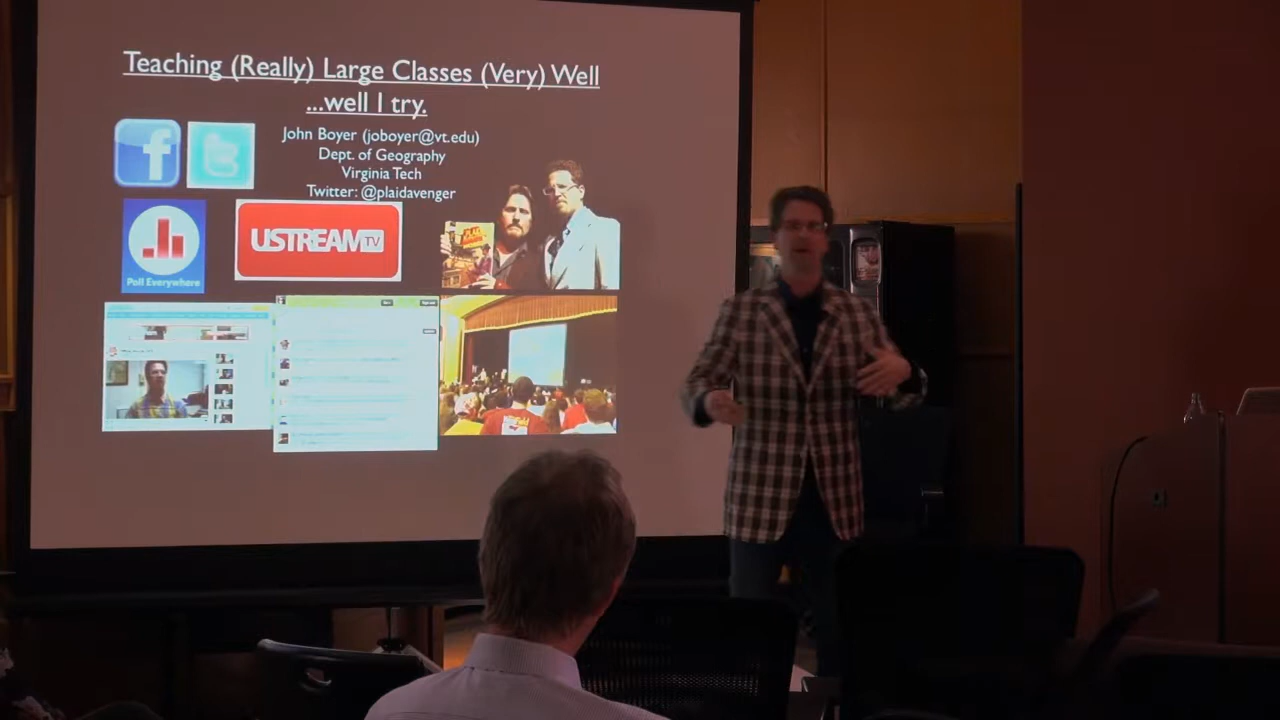 Teaching (Really) Large Classes (Very) Well
...well I try.
John Boyer (joboyer@vt.edu)
Dept. of Geography
Virginia Tech
Twitter: @plaidavenger
USTREAM TV
Poll Everywhere